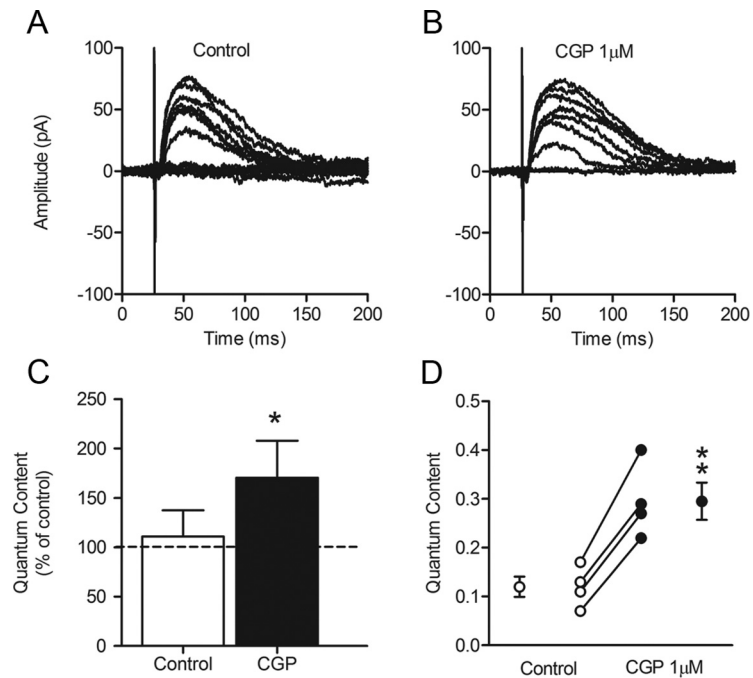 A
B
Control
CGP 1µM
Amplitude (pA)
100
50
0
-50
-100
0
50
100
150
200
Time (ms)
100
50
0
-50
-100
0
50
100
150
200
Time (ms)
C
D
Quantum Content
(% of control)
250
200
150
100
50
0
*
Control
CGP
Quantum Content
0.5
0.4
0.3
0.2
0.1
0.0
*
*
Control
CGP 1µM